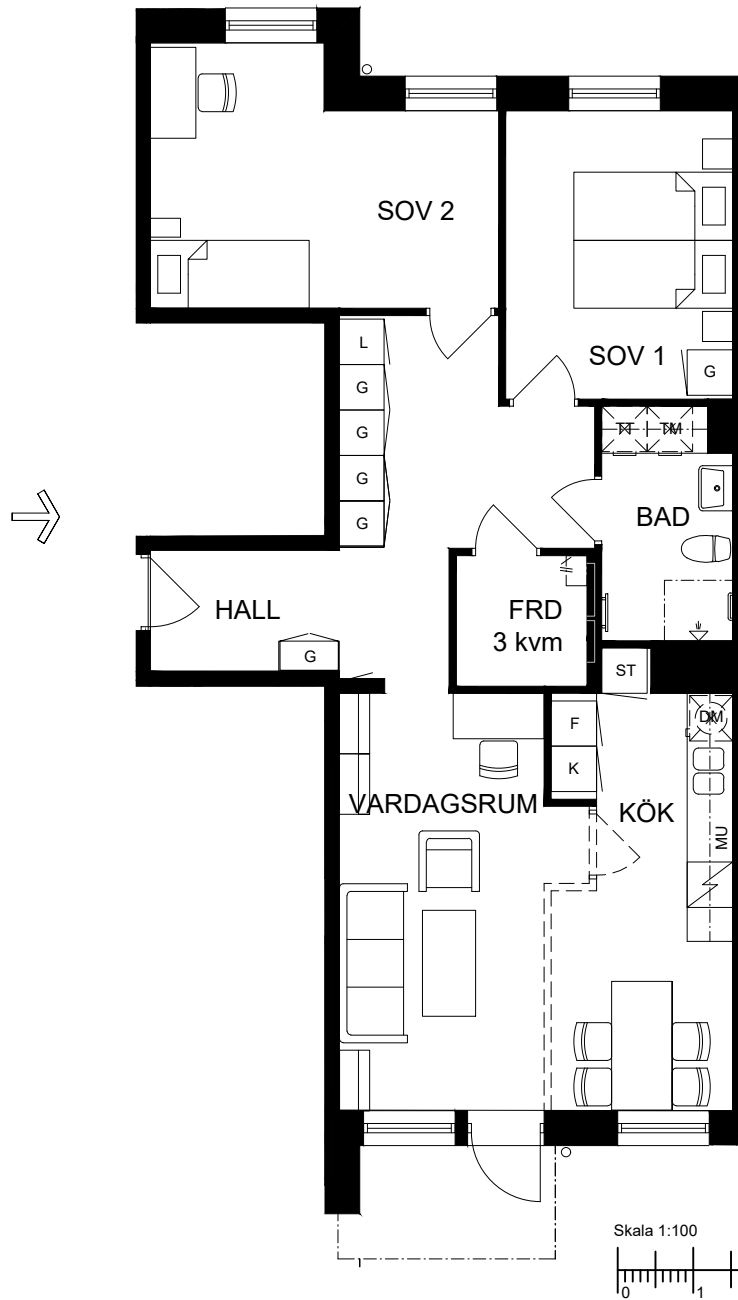 SOV 2
SOV 1
L
G
G
G
G
G
TT TM
BAD
HALL
FRD
3 kvm
G
ST
F
DM
K
VARDAGSRUM
KÖK
MU
Skala 1:100
0 1